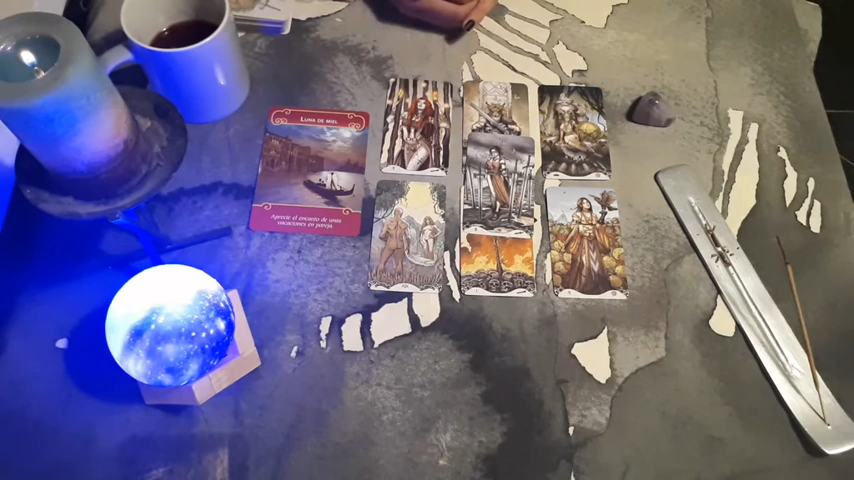 LUNA DE MIEL
Aprecie el encanto de unas
vacaciones en pareja.